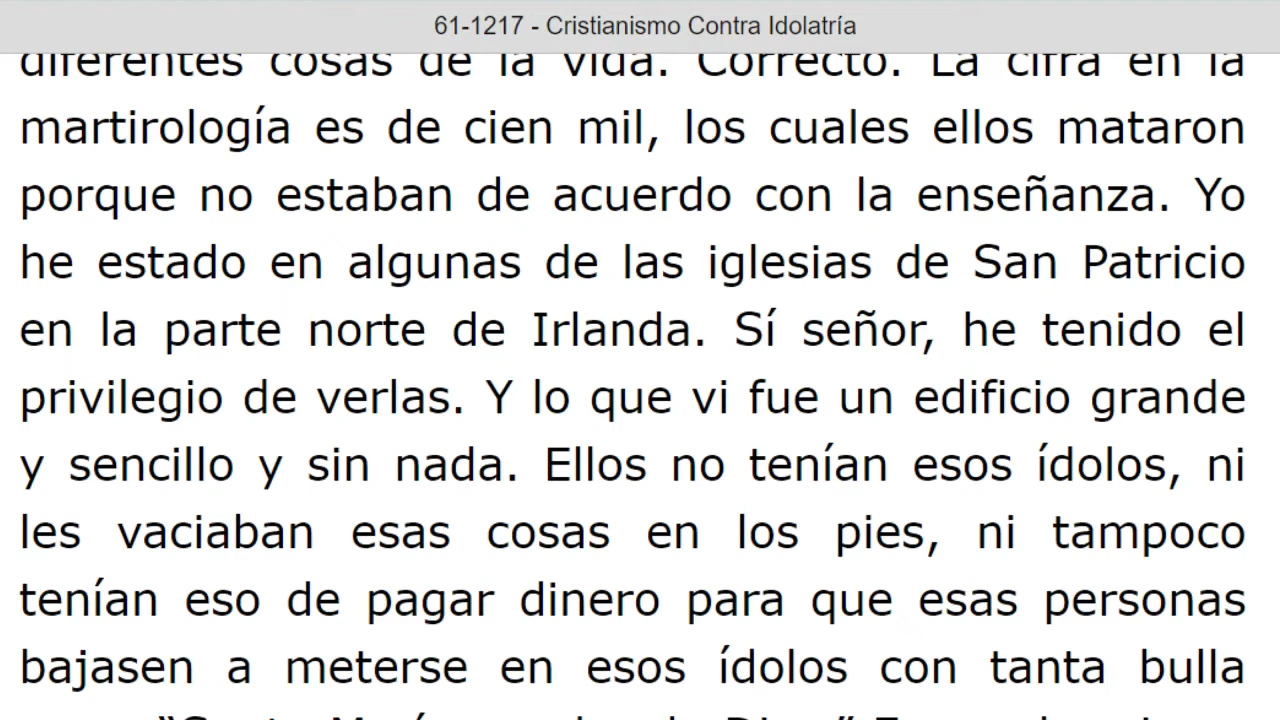 61-1217 - Cristianismo Contra Idolatría
diferentes cosas de la vida. Correcto. La cifra en la
martirología es de cien mil, los cuales ellos mataron
porque no estaban de acuerdo con la enseñanza. Yo
he estado en algunas de las iglesias de San Patricio
en la parte norte de Irlanda. Sí señor, he tenido el
privilegio de verlas. Y lo que vi fue un edificio grande
y sencillo y sin nada. Ellos no tenían esos ídolos, ni
les vaciaban esas cosas en los pies, ni tampoco
tenían eso de pagar dinero para que esas personas
bajasen a meterse en esos ídolos con tanta bulla